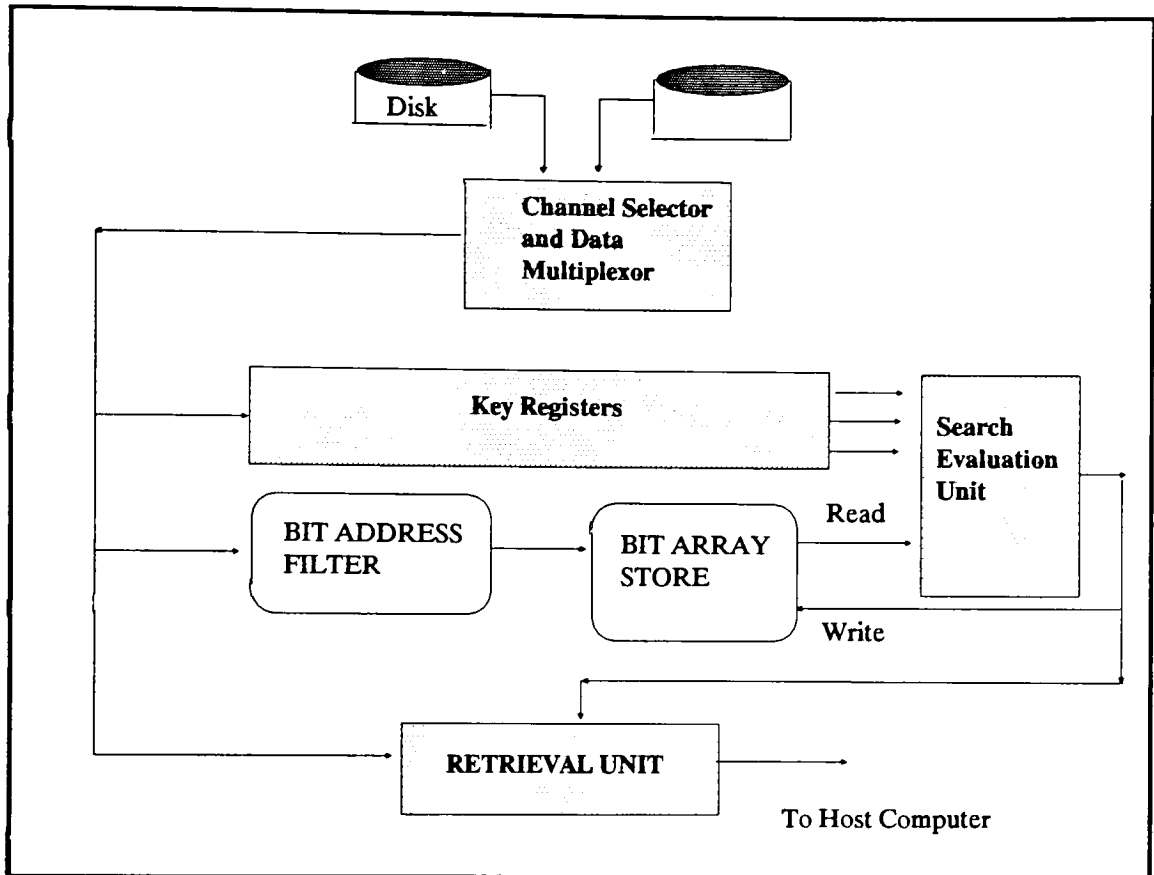 Disk
Channel Selector
and Data
Multiplexor
Key Registers
Search
Evaluation
Unit
BIT ADDRESS
FILTER
BIT ARRAY
STORE
Read
Write
RETRIEVAL UNIT
To Host Computer